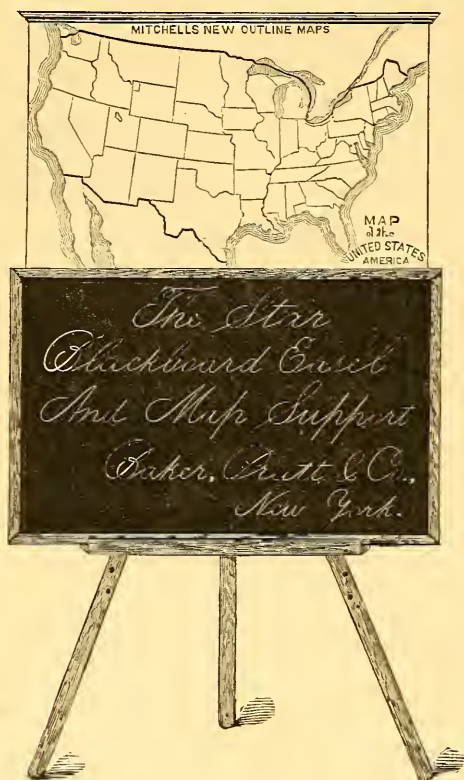 MITCHELLS NEW OUTLINE MAPS
MAP
of the
UNITED STATES
AMERICA
The Star
Blackboard Easel
And Map Support
Baker, Pratt & Co.,
New York.